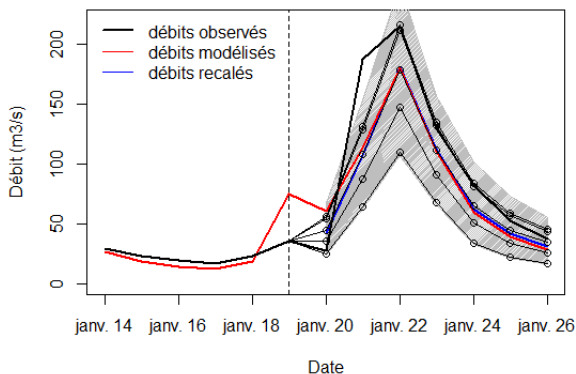 débits observés
débits modélisés
débits recalés
Débit (m3/s)
200
150
100
50
0
janv. 14
janv. 16
janv. 18
janv. 20
janv. 22
janv. 24
janv. 26
Date